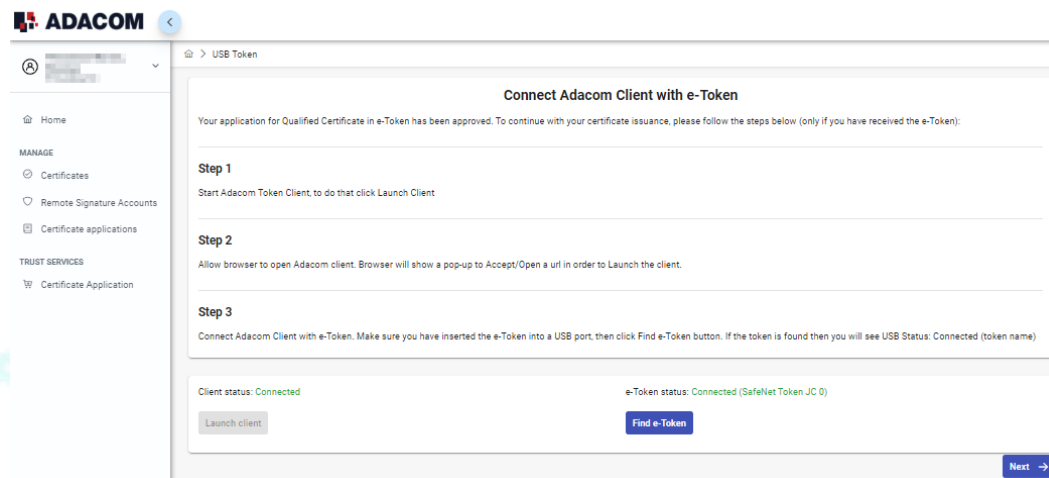 ADACOM
USB Token
Home
MANAGE
Certificates
Remote Signature Accounts
Certificate applications
TRUST SERVICES
Certificate Application
Connect Adacom Client with e-Token
Your application for Qualified Certificate in e-Token has been approved. To continue with your certificate issuance, please follow the steps below (only if you have received the e-Token):
Step 1
Start Adacom Token Client, to do that click Launch Client
Step 2
Allow browser to open Adacom client. Browser will show a pop-up to Accept/Open a url in order to Launch the client.
Step 3
Connect Adacom Client with e-Token. Make sure you have inserted the e-Token into a USB port, then click Find e-Token button. If the token is found then you will see USB Status: Connected (token name)
Client status: Connected
e-Token status: Connected (SafeNet Token JC 0)
Launch client
Find e-Token
Next →